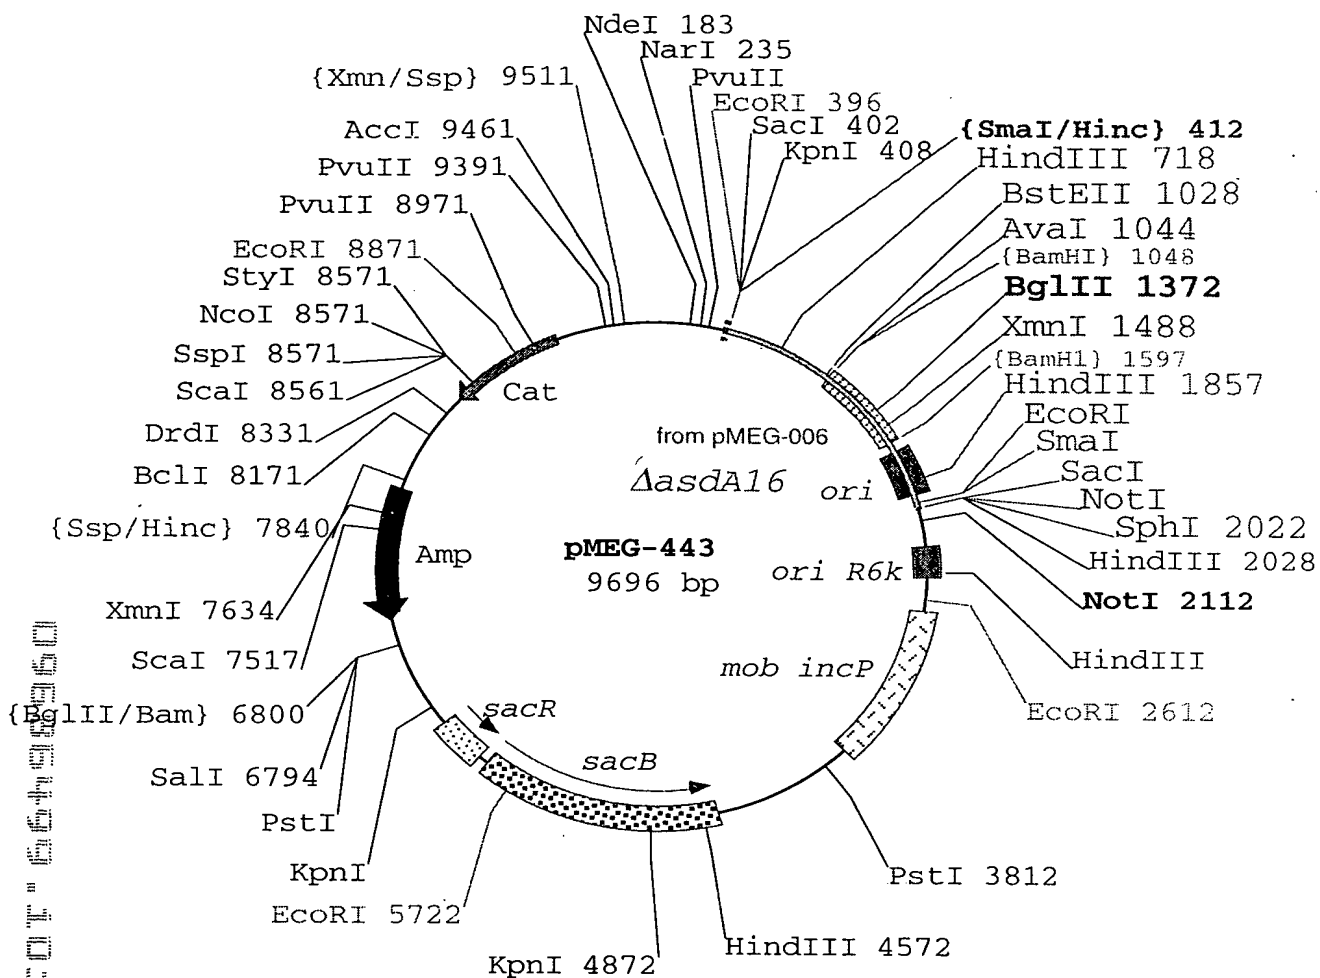 NdeI 183
NarI 235
{Xmn/Ssp} 9511
PvuII
EcoRI 396
AccI 9461
SacI 402
{SmaI/Hinc} 412
KpnI 408
PvuII 9391
HindIII 718
PvuII 8971
BstEII 1028
EcoRI 8871
AvaI 1044
StyI 8571
{BamHI} 1048
NcoI 8571
BglII 1372
SspI 8571
XmnI 1488
ScaI 8561
{BamH1} 1597
Cat
HindIII 1857
DrdI 8331
EcoRI
from pMEG-006
SmaI
BclI 8171
SacI
ΔasdA16
ori
NotI
{Ssp/Hinc} 7840
SphI 2022
Amp
pMEG-443
HindIII 2028
9696 bp
ori R6k
XmnI 7634
NotI 2112
ScaI 7517
mob incP
HindIII
{BglII/Bam} 6800
sacR
EcoRI 2612
SalI 6794
sacB
PstI
KpnI
PstI 3812
EcoRI 5722
HindIII 4572
KpnI 4872